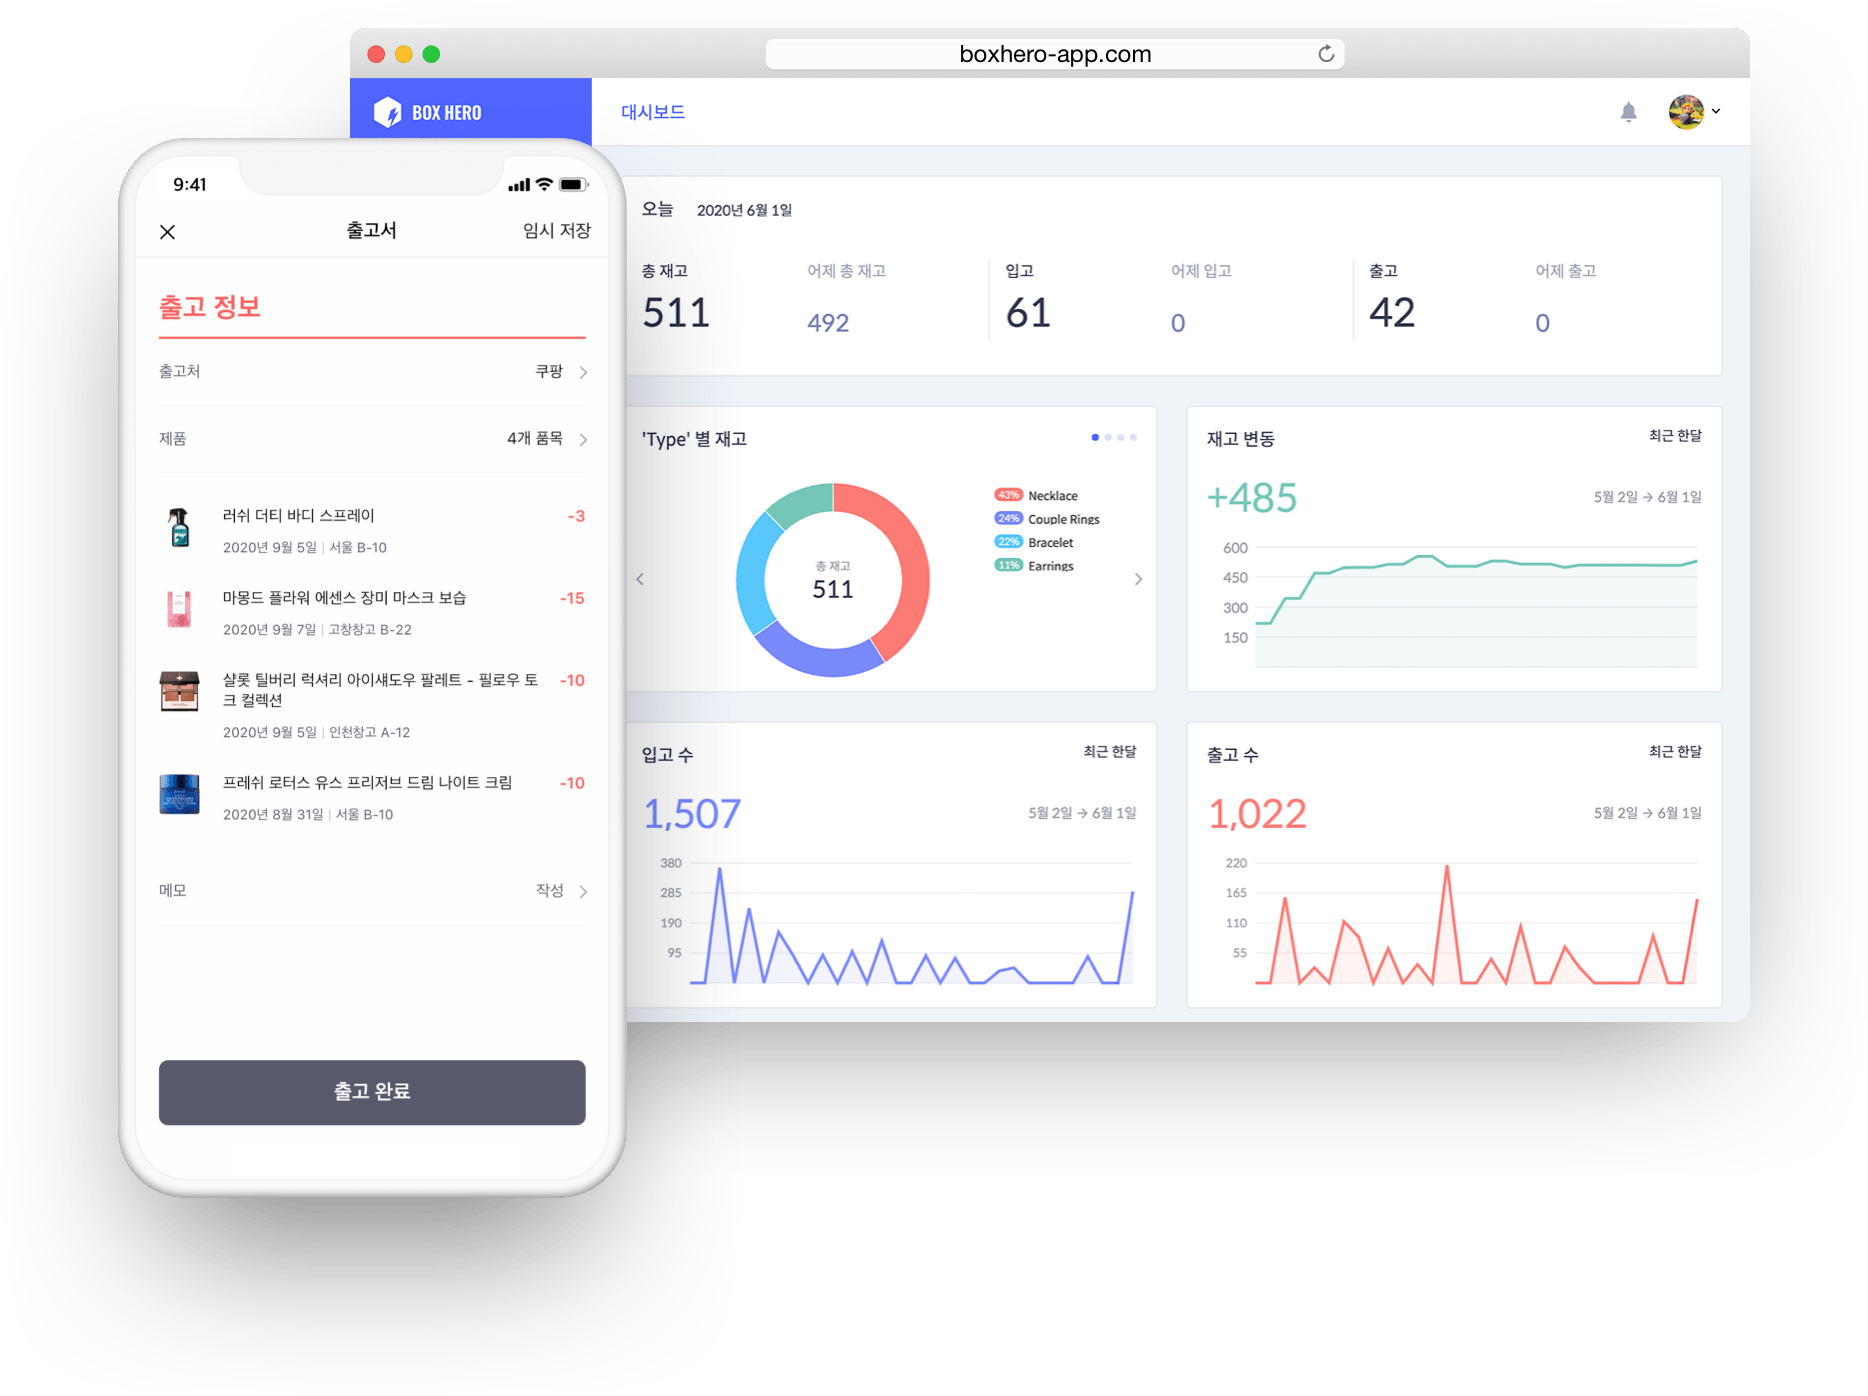 boxhero-app.com
BOX HERO
대시보드
오늘 2020년 6월 1일
총 재고 어제 총 재고 입고 어제 입고 출고 어제 출고
511 492 61 0 42 0
'Type' 별 재고
43% Necklace
24% Couple Rings
22% Bracelet
11% Earrings
총 재고
511
재고 변동 최근 한달
+485 5월 2일 → 6월 1일
600
450
300
150
입고 수 최근 한달
1,507 5월 2일 → 6월 1일
380
285
190
95
출고 수 최근 한달
1,022 5월 2일 → 6월 1일
220
165
110
55
9:41
출고서 임시 저장
출고 정보
출고처 쿠팡
제품 4개 품목
러쉬 더티 바디 스프레이 -3
2020년 9월 5일 | 서울 B-10
마몽드 플라워 에센스 장미 마스크 보습 -15
2020년 9월 7일 | 고창창고 B-22
샬롯 틸버리 럭셔리 아이섀도우 팔레트 - 필로우 토 -10
크 컬렉션
2020년 9월 5일 | 인천창고 A-12
프레쉬 로터스 유스 프리저브 드림 나이트 크림 -10
2020년 8월 31일 | 서울 B-10
메모 작성
출고 완료